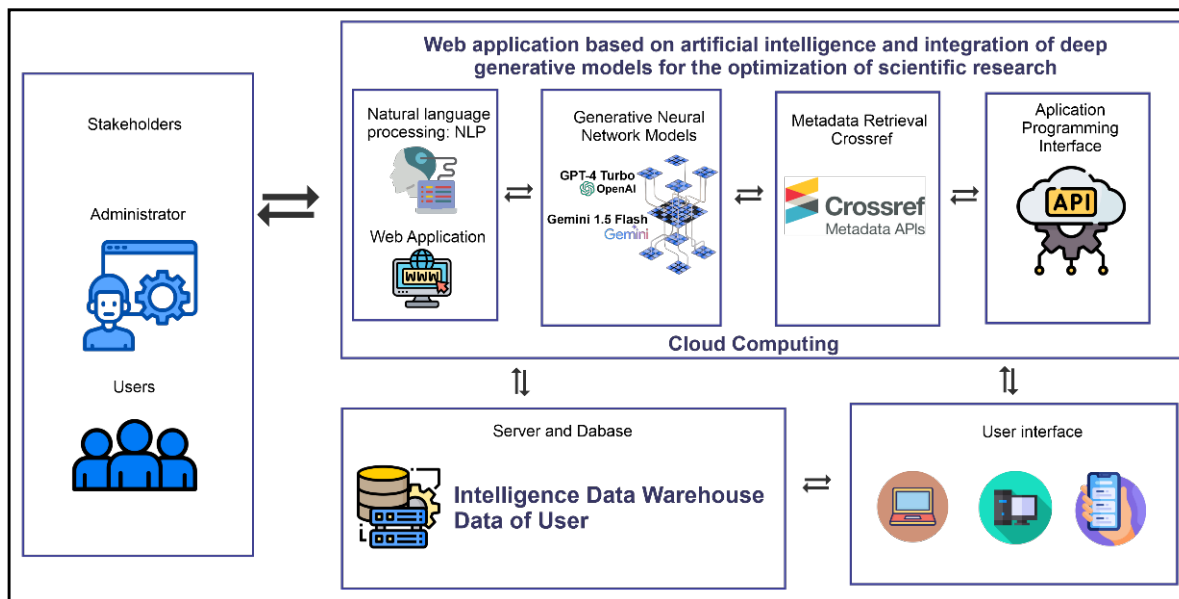 Web application based on artificial intelligence and integration of deep
generative models for the optimization of scientific research
Stakeholders
Administrator
Users
Natural language
processing: NLP
Web Application
WWW
Generative Neural
Network Models
GPT-4 Turbo
OpenAI
Gemini 1.5 Flash
Gemini
Metadata Retrieval
Crossref
Crossref
Metadata APIs
Aplication
Programming
Interface
API
Cloud Computing
Server and Dabase
Intelligence Data Warehouse
Data of User
User interface